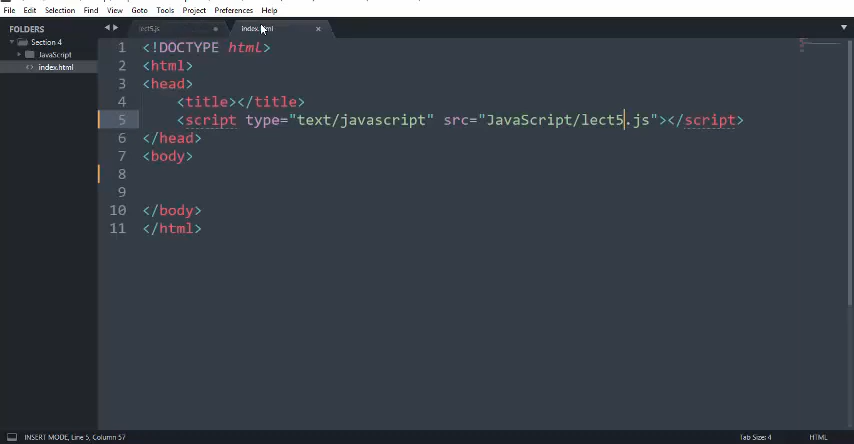 File Edit Selection Find View Goto Tools Project Preferences Help
FOLDERS
Section 4
JavaScript
index.html
lect5.js
index.html
1 <!DOCTYPE html>
2 <html>
3 <head>
4 <title></title>
5 <script type="text/javascript" src="JavaScript/lect5.js"></script>
6 </head>
7 <body>
8
9
10 </body>
11 </html>
INSERT MODE, Line 5, Column 57 Tab Size: 4 HTML